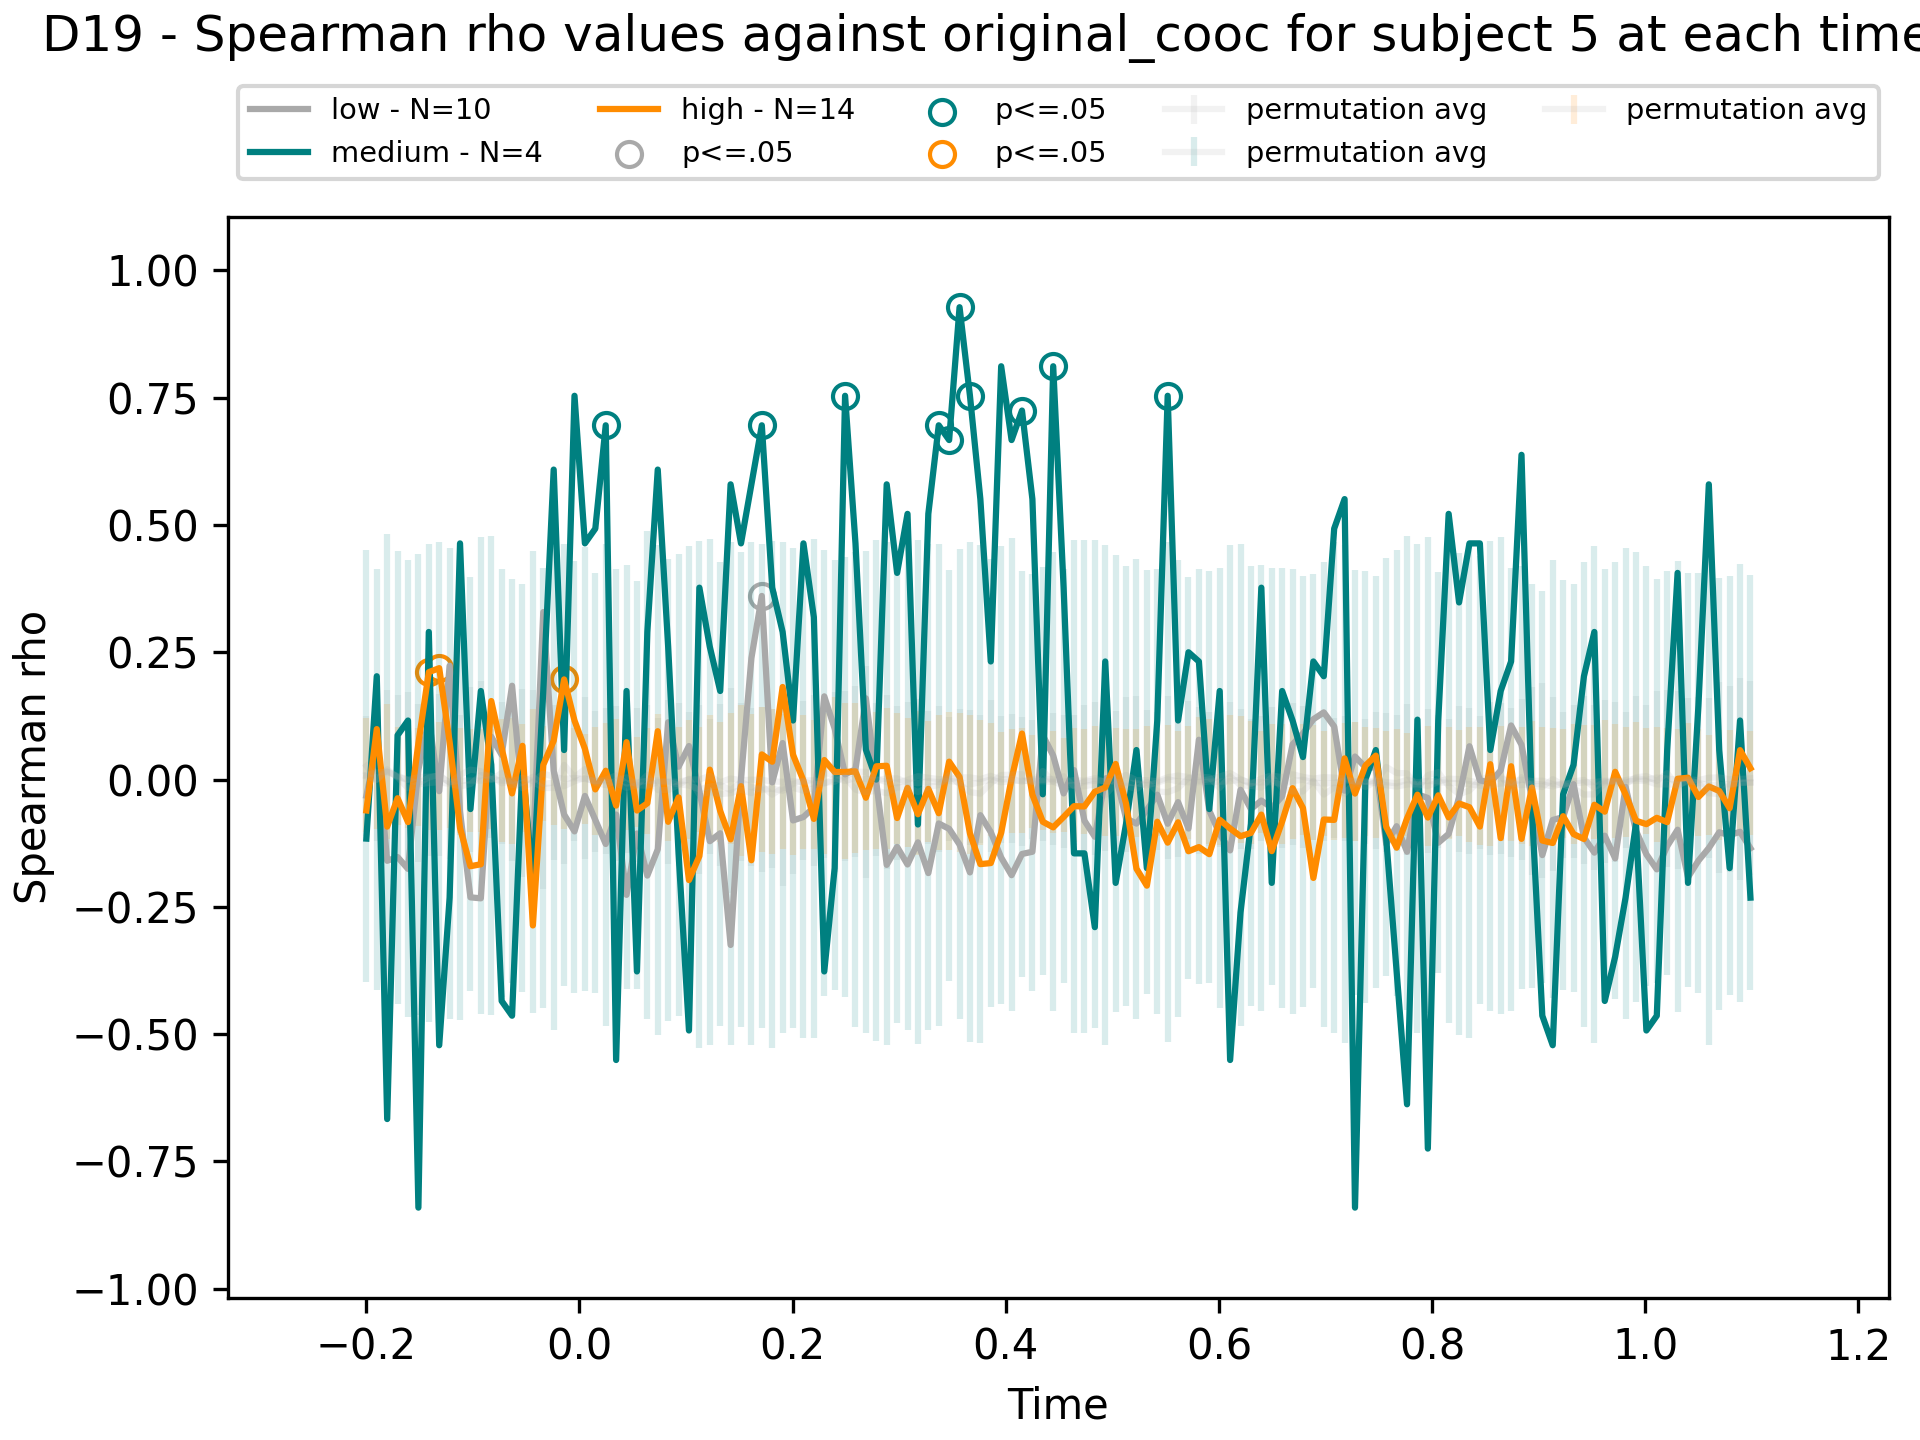 D19 - Spearman rho values against original_cooc for subject 5 at each time
low - N=10
medium - N=4
high - N=14
p<=.05
p<=.05
p<=.05
permutation avg
permutation avg
permutation avg
1.00
0.75
0.50
0.25
0.00
−0.25
−0.50
−0.75
−1.00
Spearman rho
−0.2 0.0 0.2 0.4 0.6 0.8 1.0 1.2
Time